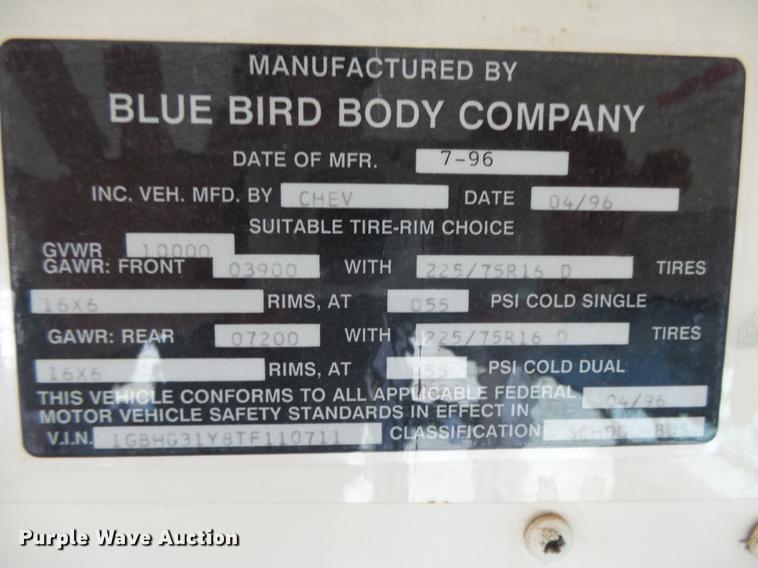 MANUFACTURED BY
BLUE BIRD BODY COMPANY
DATE OF MFR. 7-96
INC. VEH. MFD. BY CHEV DATE 04/96
SUITABLE TIRE-RIM CHOICE
GVWR 10000
GAWR: FRONT 03900 WITH 225/75R16 D TIRES
16X6 RIMS, AT 055 PSI COLD SINGLE
GAWR: REAR 07200 WITH 225/75R16 D TIRES
16X6 RIMS, AT 055 PSI COLD DUAL
THIS VEHICLE CONFORMS TO ALL APPLICABLE FEDERAL
MOTOR VEHICLE SAFETY STANDARDS IN EFFECT IN 04/96
V.I.N. 1GBHG31Y8TF110711 CLASSIFICATION SCHOOL BUS
Purple Wave Auction